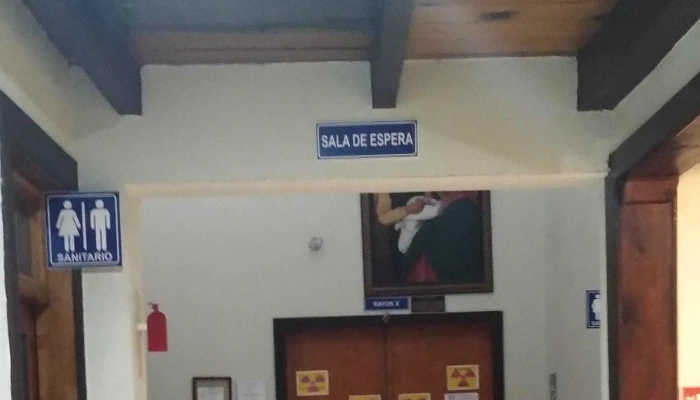 SALA DE ESPERA
SANITARIO
RAYOS X